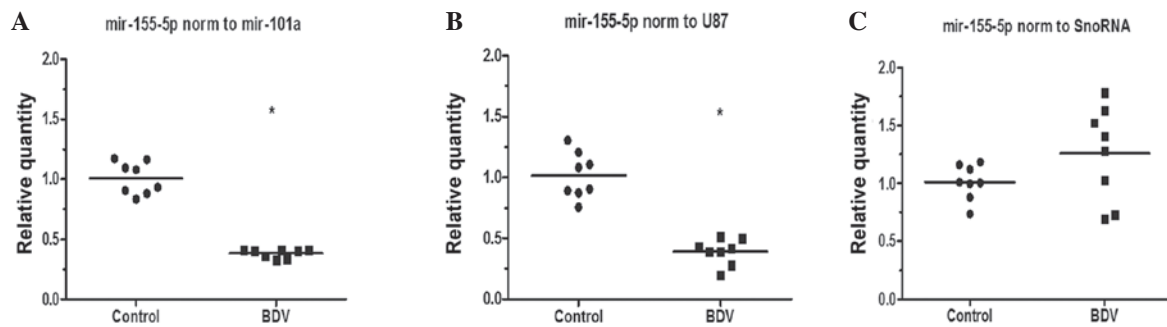 A
mir-155-5p norm to mir-101a
Relative quantity
2.0
1.5
1.0
0.5
0.0
*
Control
BDV
B
mir-155-5p norm to U87
Relative quantity
2.0
1.5
1.0
0.5
0.0
*
Control
BDV
C
mir-155-5p norm to SnoRNA
Relative quantity
2.0
1.5
1.0
0.5
0.0
Control
BDV